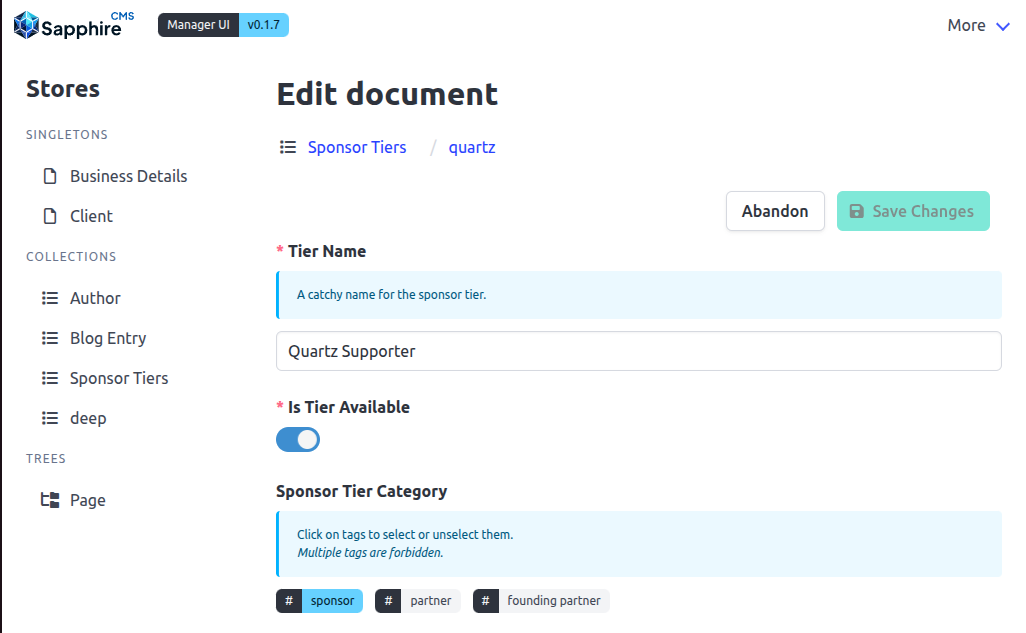 Sapphire CMS
Manager UI v0.1.7
More
Stores
SINGLETONS
Business Details
Client
COLLECTIONS
Author
Blog Entry
Sponsor Tiers
deep
TREES
Page
Edit document
Sponsor Tiers / quartz
Abandon
Save Changes
* Tier Name
A catchy name for the sponsor tier.
Quartz Supporter
* Is Tier Available
Sponsor Tier Category
Click on tags to select or unselect them.
Multiple tags are forbidden.
# sponsor # partner # founding partner